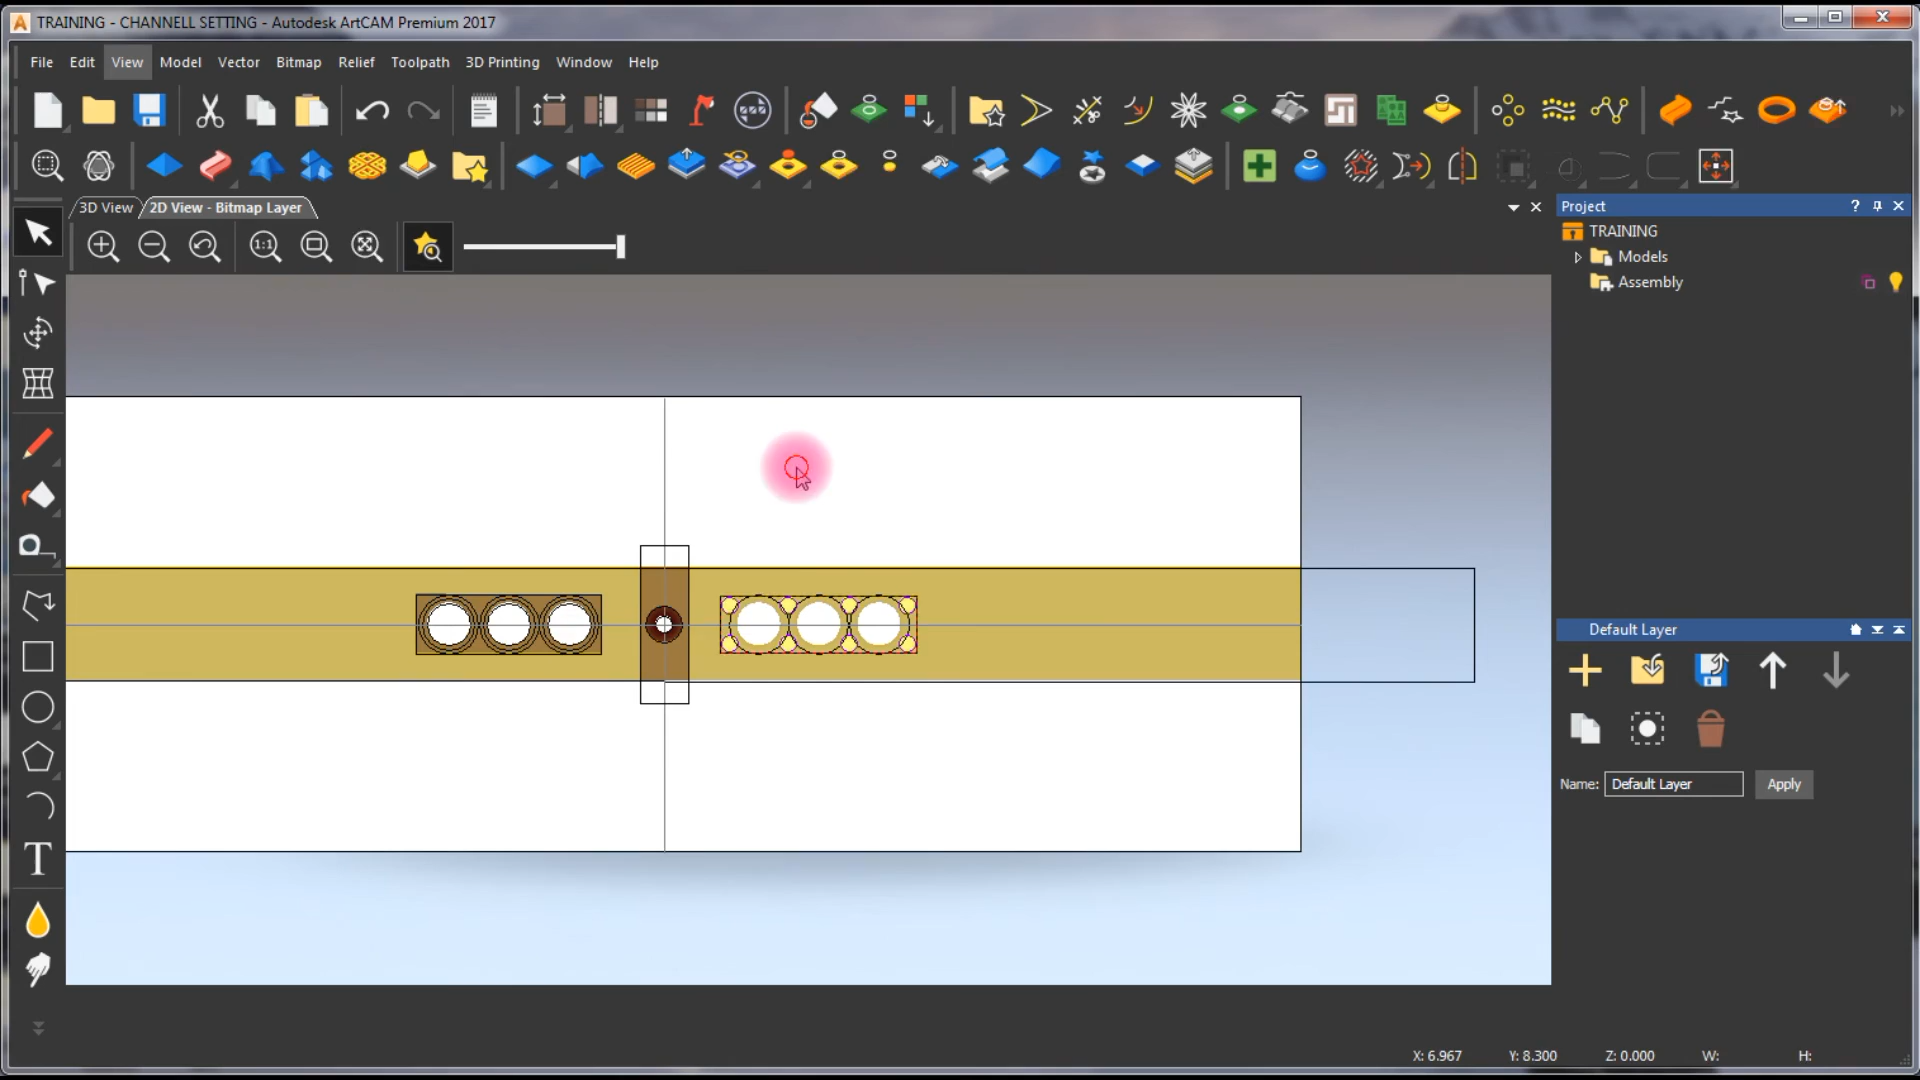 TRAINING - CHANNELL SETTING - Autodesk ArtCAM Premium 2017
File Edit View Model Vector Bitmap Relief Toolpath 3D Printing Window Help
3D View 2D View - Bitmap Layer
1:1
Project
TRAINING
Models
Assembly
Default Layer
Name: Default Layer Apply
T
X: 6.967 Y: 8.300 Z: 0.000 W: H: